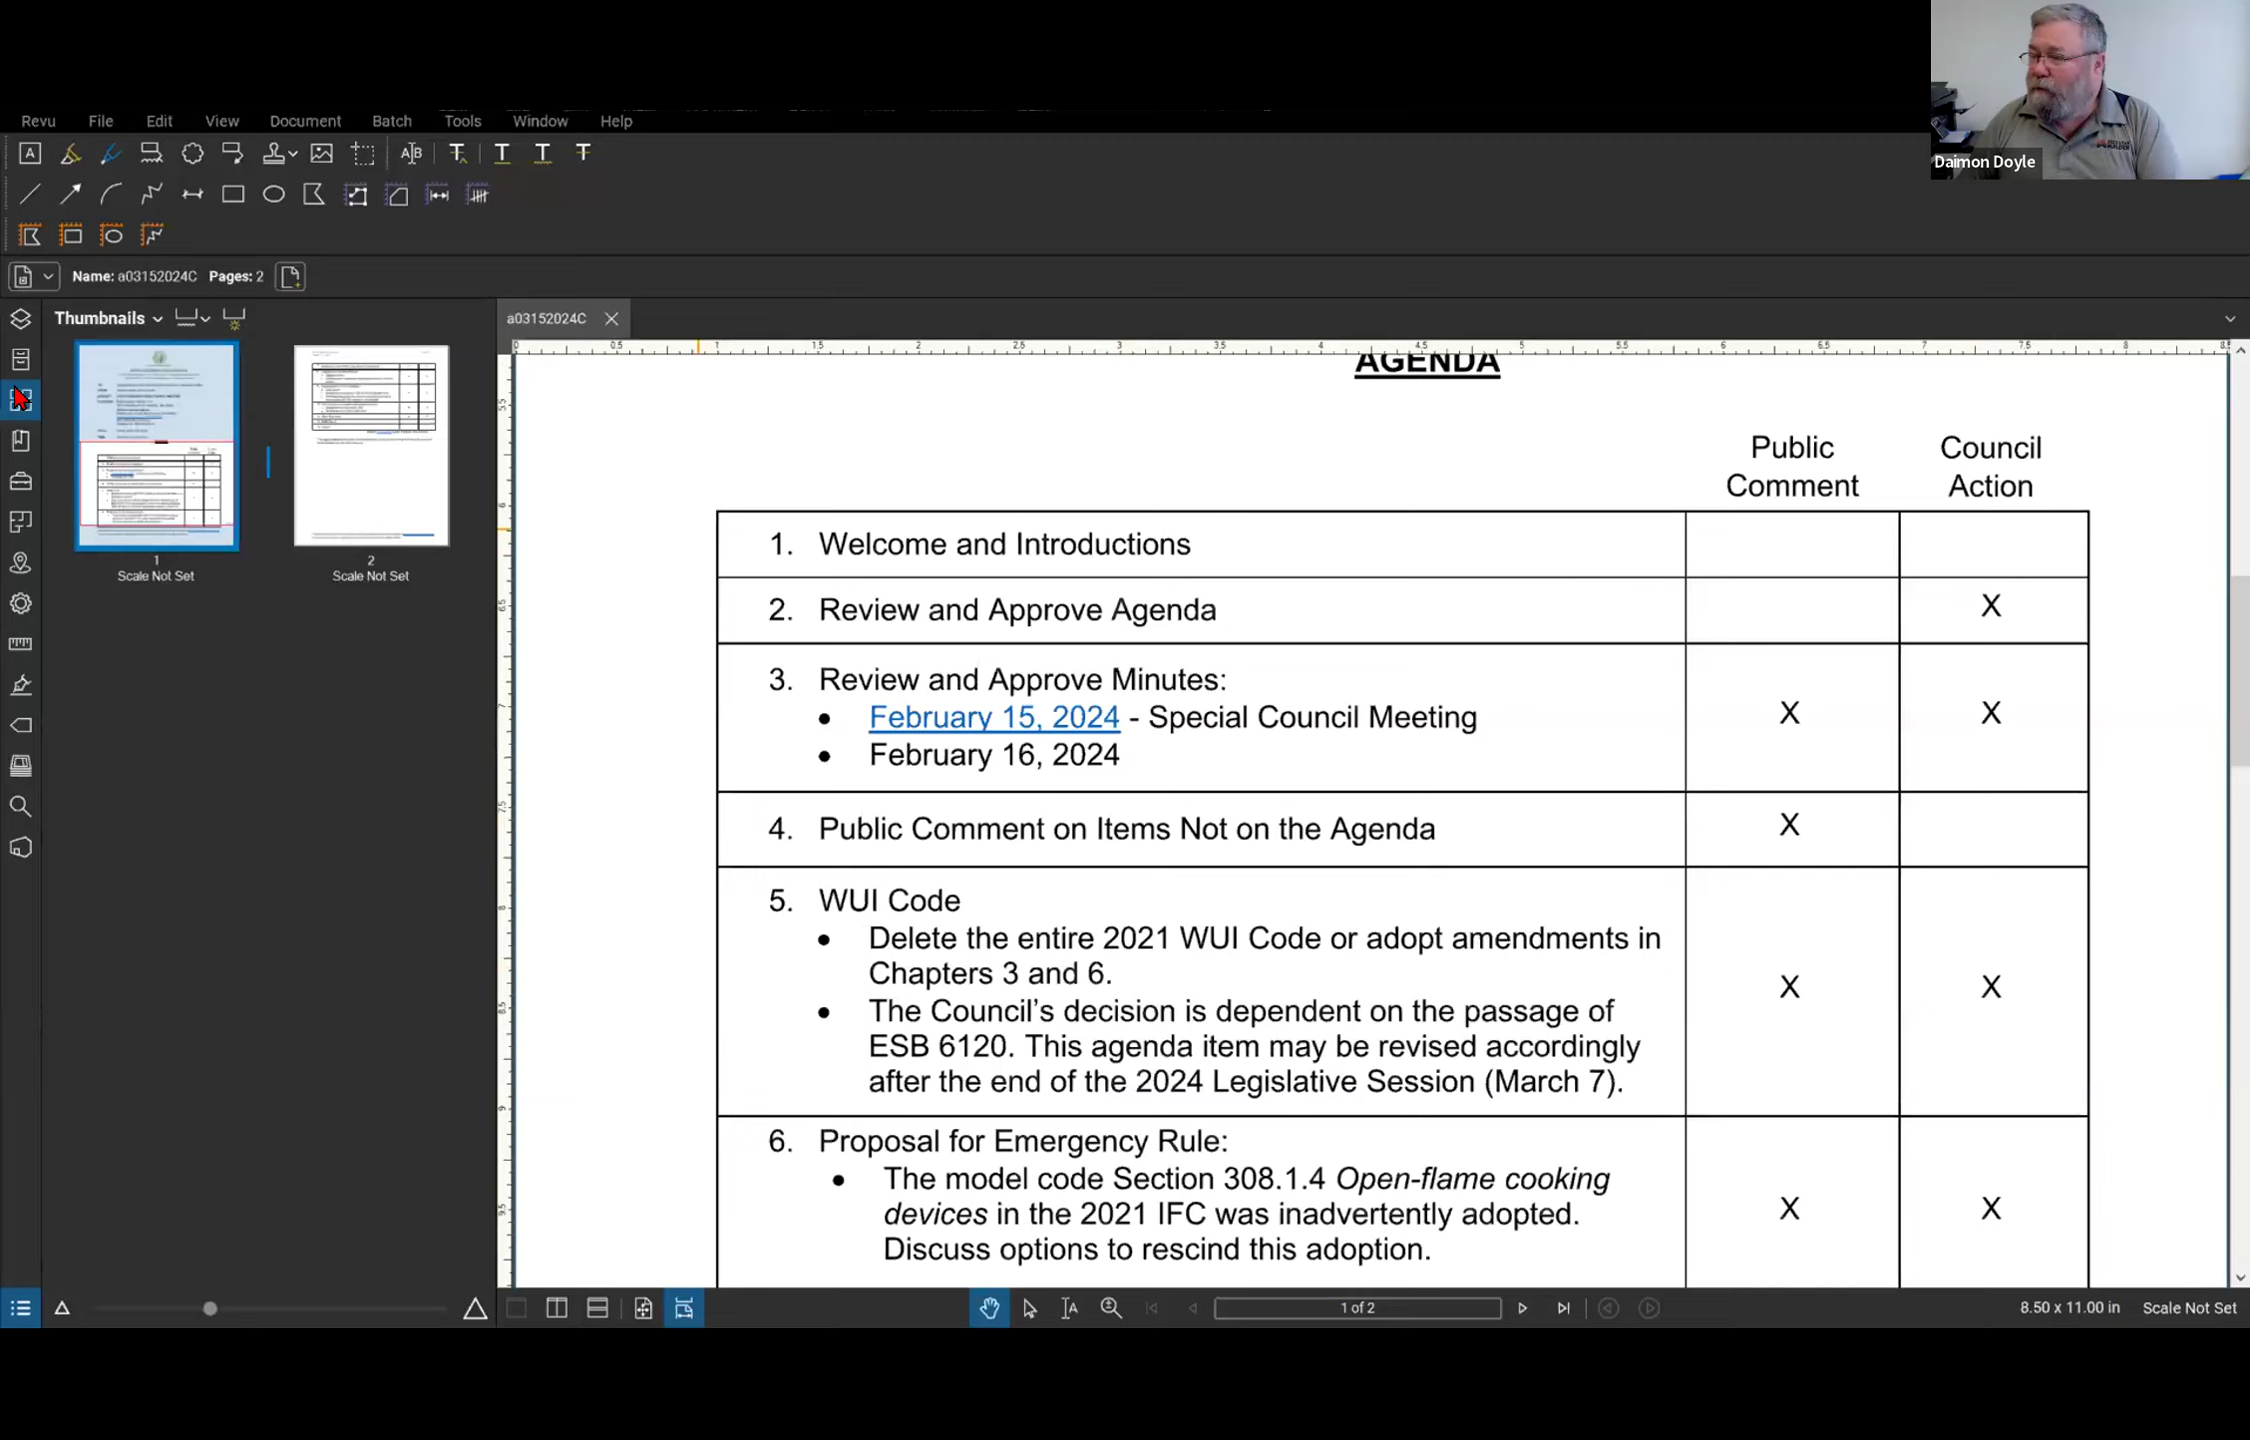 Daimon Doyle
Revu File Edit View Document Batch Tools Window Help
Name: a03152024C Pages: 2
Thumbnails
a03152024C
1
Scale Not Set
2
Scale Not Set
AGENDA
Public Comment
Council Action
1. Welcome and Introductions
2. Review and Approve Agenda X
3. Review and Approve Minutes:
• February 15, 2024 - Special Council Meeting X X
• February 16, 2024
4. Public Comment on Items Not on the Agenda X
5. WUI Code
• Delete the entire 2021 WUI Code or adopt amendments in
Chapters 3 and 6. X X
• The Council’s decision is dependent on the passage of
ESB 6120. This agenda item may be revised accordingly
after the end of the 2024 Legislative Session (March 7).
6. Proposal for Emergency Rule:
• The model code Section 308.1.4 Open-flame cooking
devices in the 2021 IFC was inadvertently adopted. X X
Discuss options to rescind this adoption.
1 of 2
8.50 x 11.00 in Scale Not Set